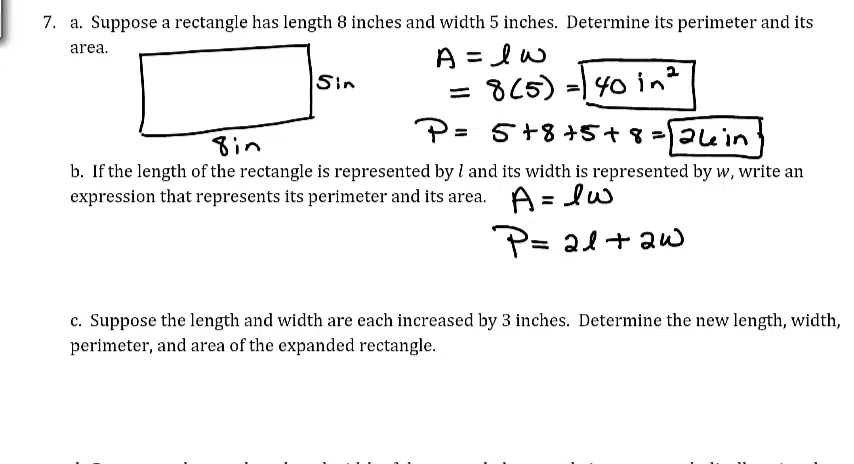 7. a. Suppose a rectangle has length 8 inches and width 5 inches. Determine its perimeter and its
area.
A = lw
5in
= 8(5) = 40 in²
8in
P = 5+8+5+8 = 26in
b. If the length of the rectangle is represented by l and its width is represented by w, write an
expression that represents its perimeter and its area. A = lw
P = 2l + 2w
c. Suppose the length and width are each increased by 3 inches. Determine the new length, width,
perimeter, and area of the expanded rectangle.